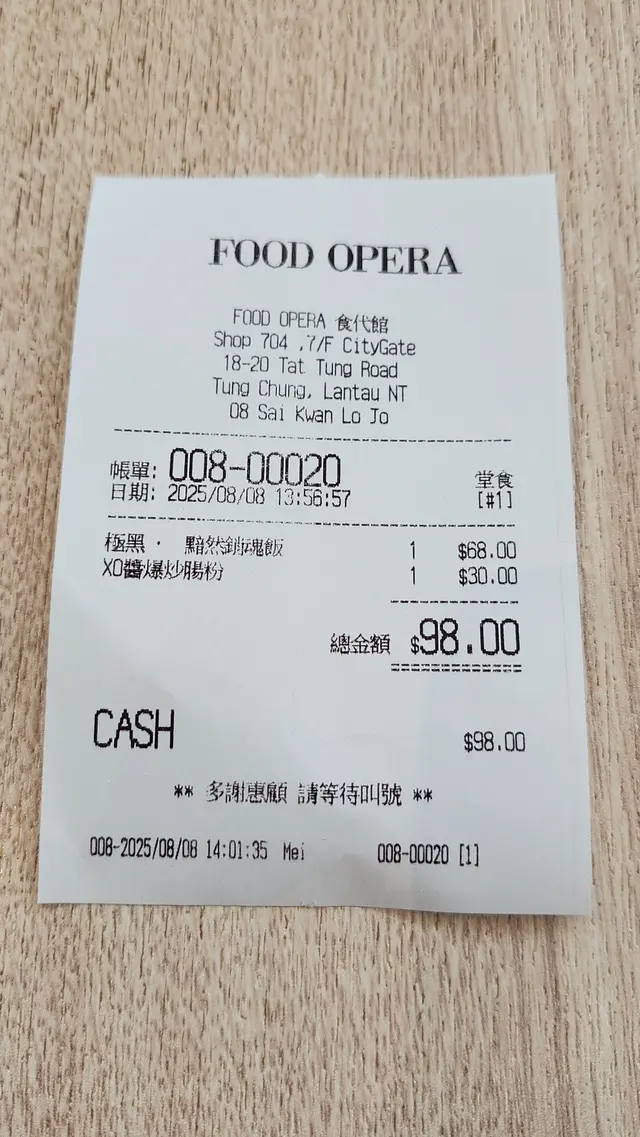 FOOD OPERA
FOOD OPERA 食代館
Shop 704 ,7/F CityGate
18-20 Tat Tung Road
Tung Chung, Lantau NT
08 Sai Kwan Lo Jo
帳單: 008-00020 堂食
日期: 2025/08/08 13:56:57 [#1]
極黑 · 黯然銷魂飯 1 $68.00
XO醬爆炒腸粉 1 $30.00
總金額 $98.00
CASH $98.00
** 多謝惠顧 請等待叫號 **
008-2025/08/08 14:01:35 Mei 008-00020 [1]